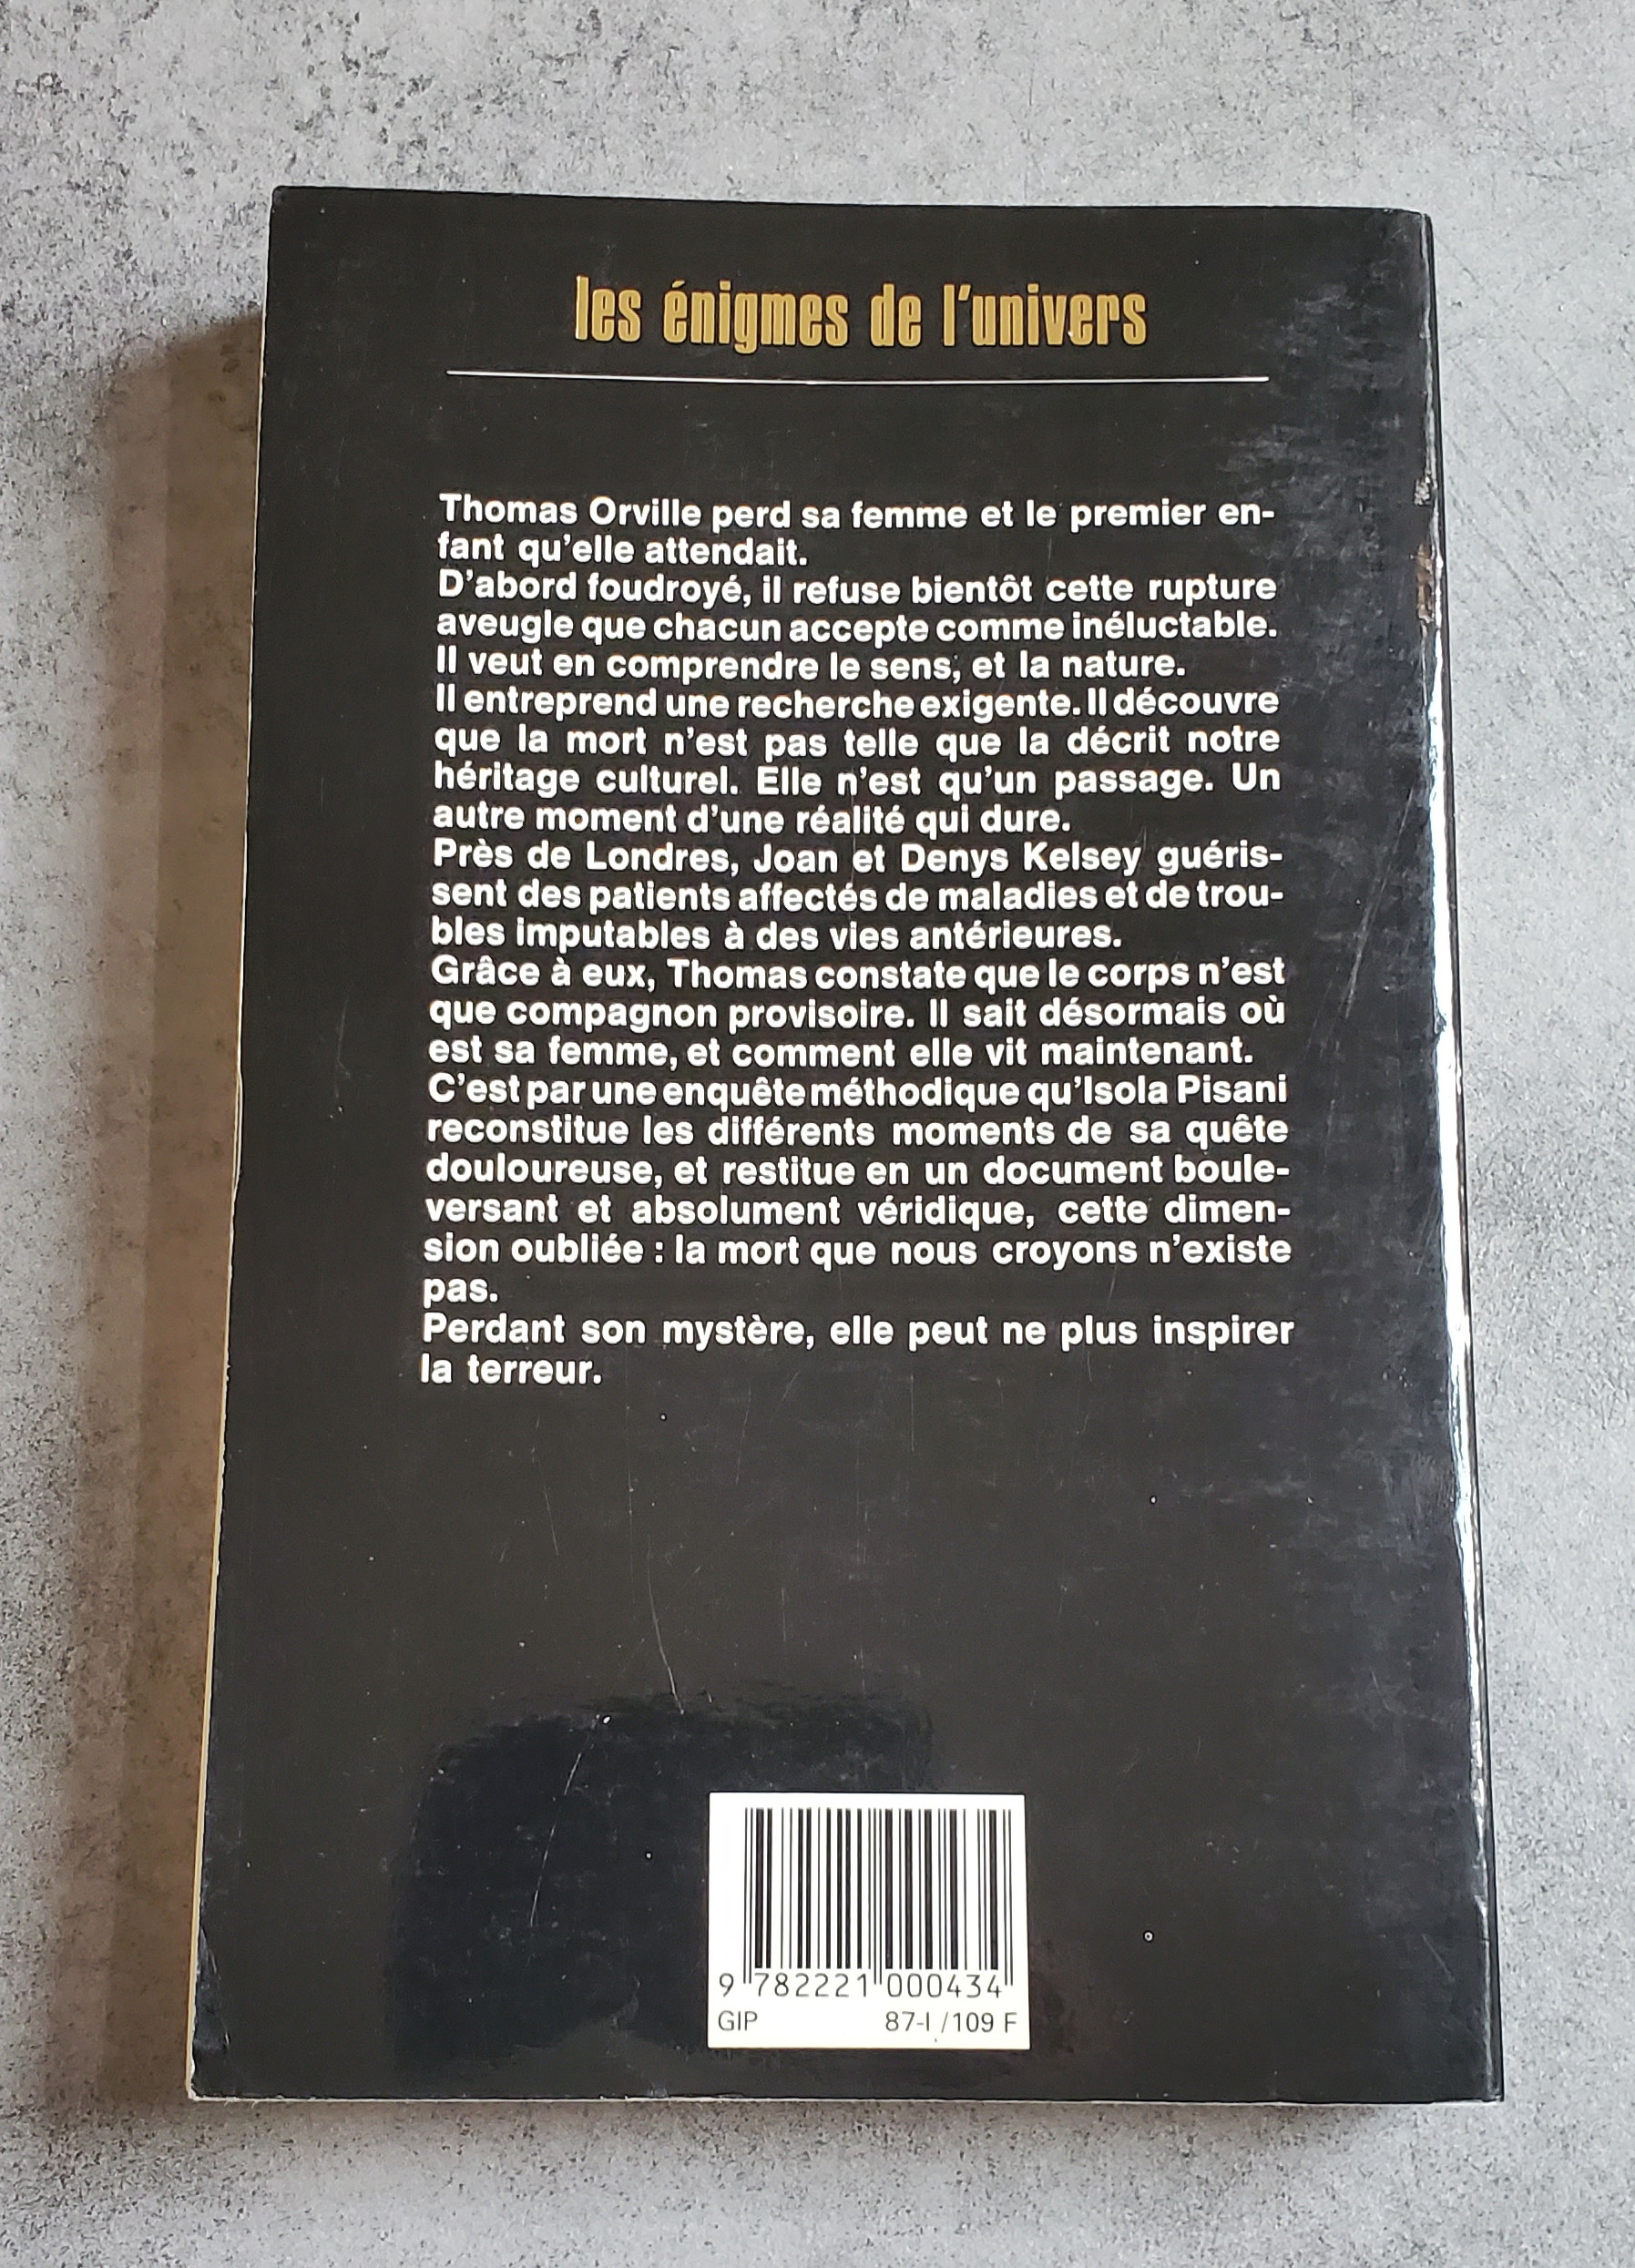 les énigmes de l'univers
Thomas Orville perd sa femme et le premier en-
fant qu'elle attendait.
D'abord foudroyé, il refuse bientôt cette rupture
aveugle que chacun accepte comme inéluctable.
Il veut en comprendre le sens, et la nature.
Il entreprend une recherche exigente. Il découvre
que la mort n'est pas telle que la décrit notre
héritage culturel. Elle n'est qu'un passage. Un
autre moment d'une réalité qui dure.
Près de Londres, Joan et Denys Kelsey guéris-
sent des patients affectés de maladies et de trou-
bles imputables à des vies antérieures.
Grâce à eux, Thomas constate que le corps n'est
que compagnon provisoire. Il sait désormais où
est sa femme, et comment elle vit maintenant.
C'est par une enquête méthodique qu'Isola Pisani
reconstitue les différents moments de sa quête
douloureuse, et restitue en un document boule-
versant et absolument véridique, cette dimen-
sion oubliée : la mort que nous croyons n'existe
pas.
Perdant son mystère, elle peut ne plus inspirer
la terreur.
9 782221 000434
GIP 87-I /109 F